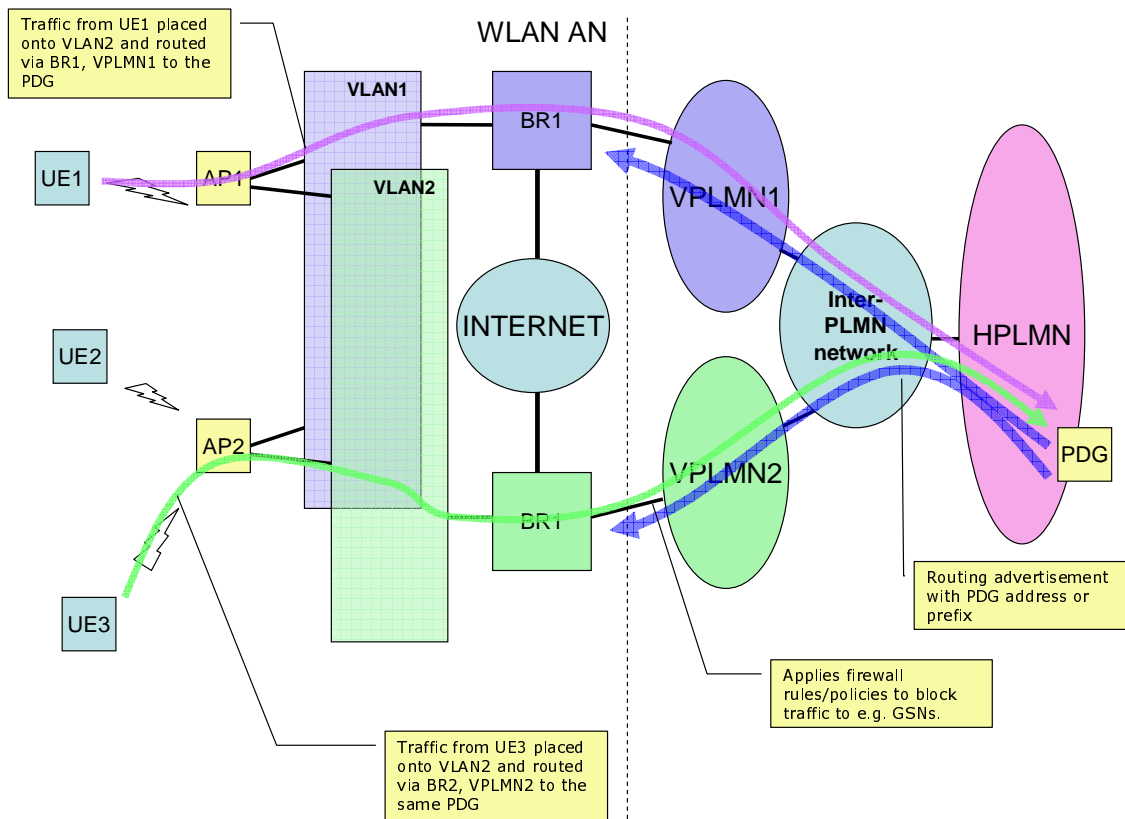 Traffic from UE1 placed
onto VLAN2 and routed
via BR1, VPLMN1 to the
PDG
WLAN AN
VLAN1
BR1
UE1
AP1
VLAN2
VPLMN1
INTERNET
Inter-
PLMN
network
HPLMN
UE2
AP2
PDG
VPLMN2
BR1
UE3
Routing advertisement
with PDG address or
prefix
Applies firewall
rules/policies to block
traffic to e.g. GSNs.
Traffic from UE3 placed
onto VLAN2 and routed
via BR2, VPLMN2 to the
same PDG